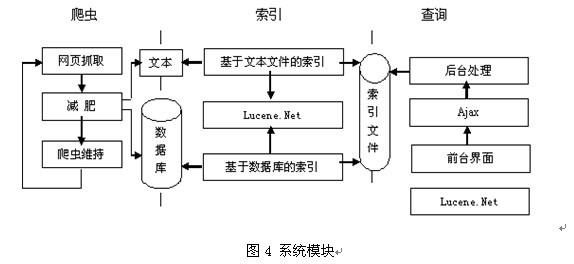 爬虫
索引
查询
网页抓取
文本
基于文本文件的索引
后台处理
减 肥
Lucene.Net
索引文件
Ajax
数据库
爬虫维持
基于数据库的索引
前台界面
Lucene.Net
图 4 系统模块